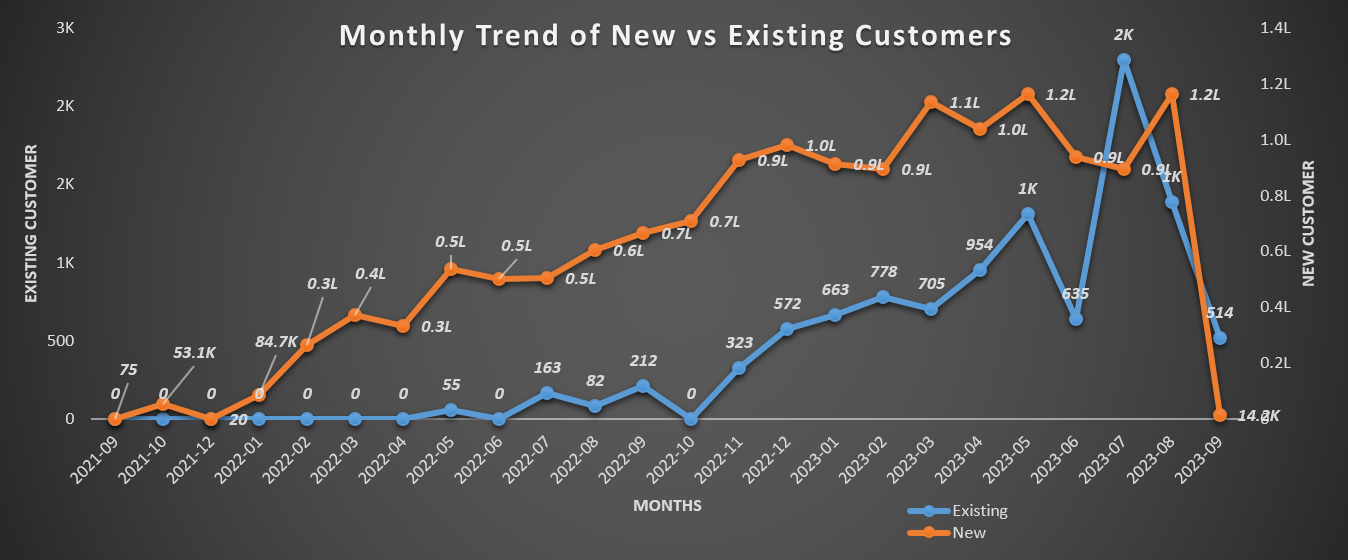 Monthly Trend of New vs Existing Customers
3K
2K
2K
1K
500
0
EXISTING CUSTOMER
1.4L
1.2L
1.0L
0.8L
0.6L
0.4L
0.2L
0
NEW CUSTOMER
75
53.1K
20
84.7K
0.3L
0.4L
0.3L
0.5L
0.5L
0.5L
0.6L
0.7L
0.7L
0.9L
1.0L
0.9L
0.9L
1.1L
1.0L
1.2L
0.9L
0.9L
1.2L
14.2K
0
0
0
0
0
0
0
55
0
163
82
212
0
323
572
663
778
705
954
1K
635
2K
1K
514
2021-09
2021-10
2021-12
2022-01
2022-02
2022-03
2022-04
2022-05
2022-06
2022-07
2022-08
2022-09
2022-10
2022-11
2022-12
2023-01
2023-02
2023-03
2023-04
2023-05
2023-06
2023-07
2023-08
2023-09
MONTHS
Existing
New